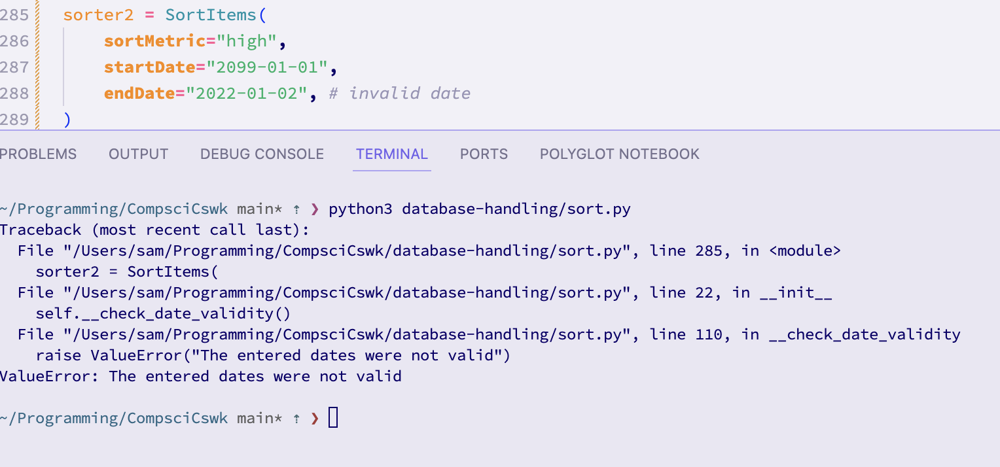 285 sorter2 = SortItems(
286 sortMetric="high",
287 startDate="2099-01-01",
288 endDate="2022-01-02", # invalid date
289 )
PROBLEMS OUTPUT DEBUG CONSOLE TERMINAL PORTS POLYGLOT NOTEBOOK
~/Programming/CompsciCswk main* ⇡ ❯ python3 database-handling/sort.py
Traceback (most recent call last):
File "/Users/sam/Programming/CompsciCswk/database-handling/sort.py", line 285, in <module>
sorter2 = SortItems(
File "/Users/sam/Programming/CompsciCswk/database-handling/sort.py", line 22, in __init__
self.__check_date_validity()
File "/Users/sam/Programming/CompsciCswk/database-handling/sort.py", line 110, in __check_date_validity
raise ValueError("The entered dates were not valid")
ValueError: The entered dates were not valid
~/Programming/CompsciCswk main* ⇡ ❯